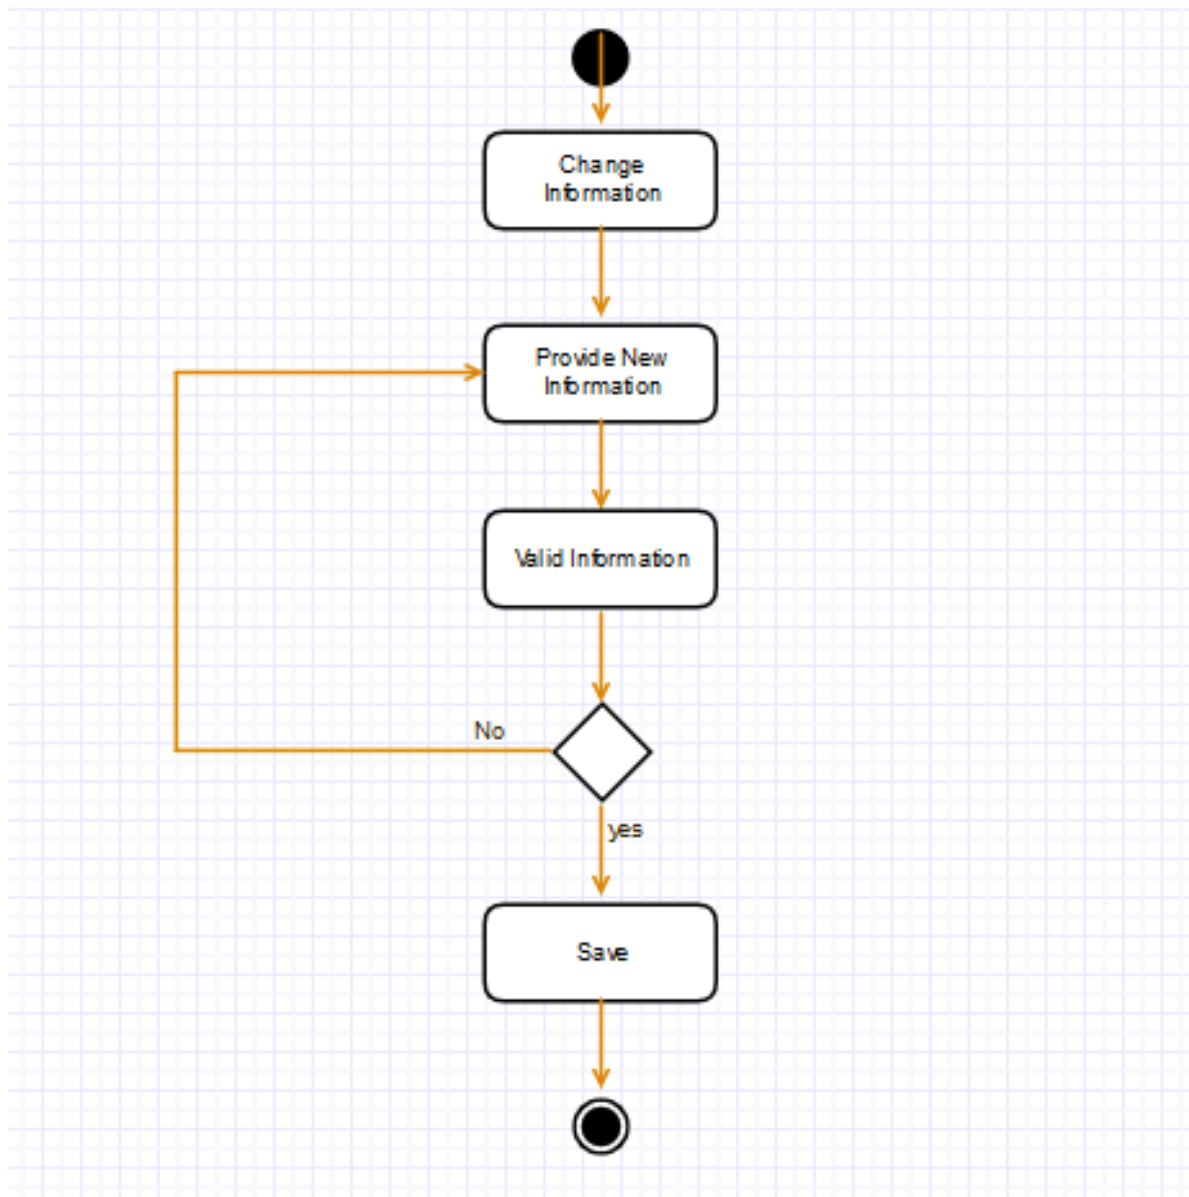 Change
Information
Provide New
Information
Valid Information
No
yes
Save